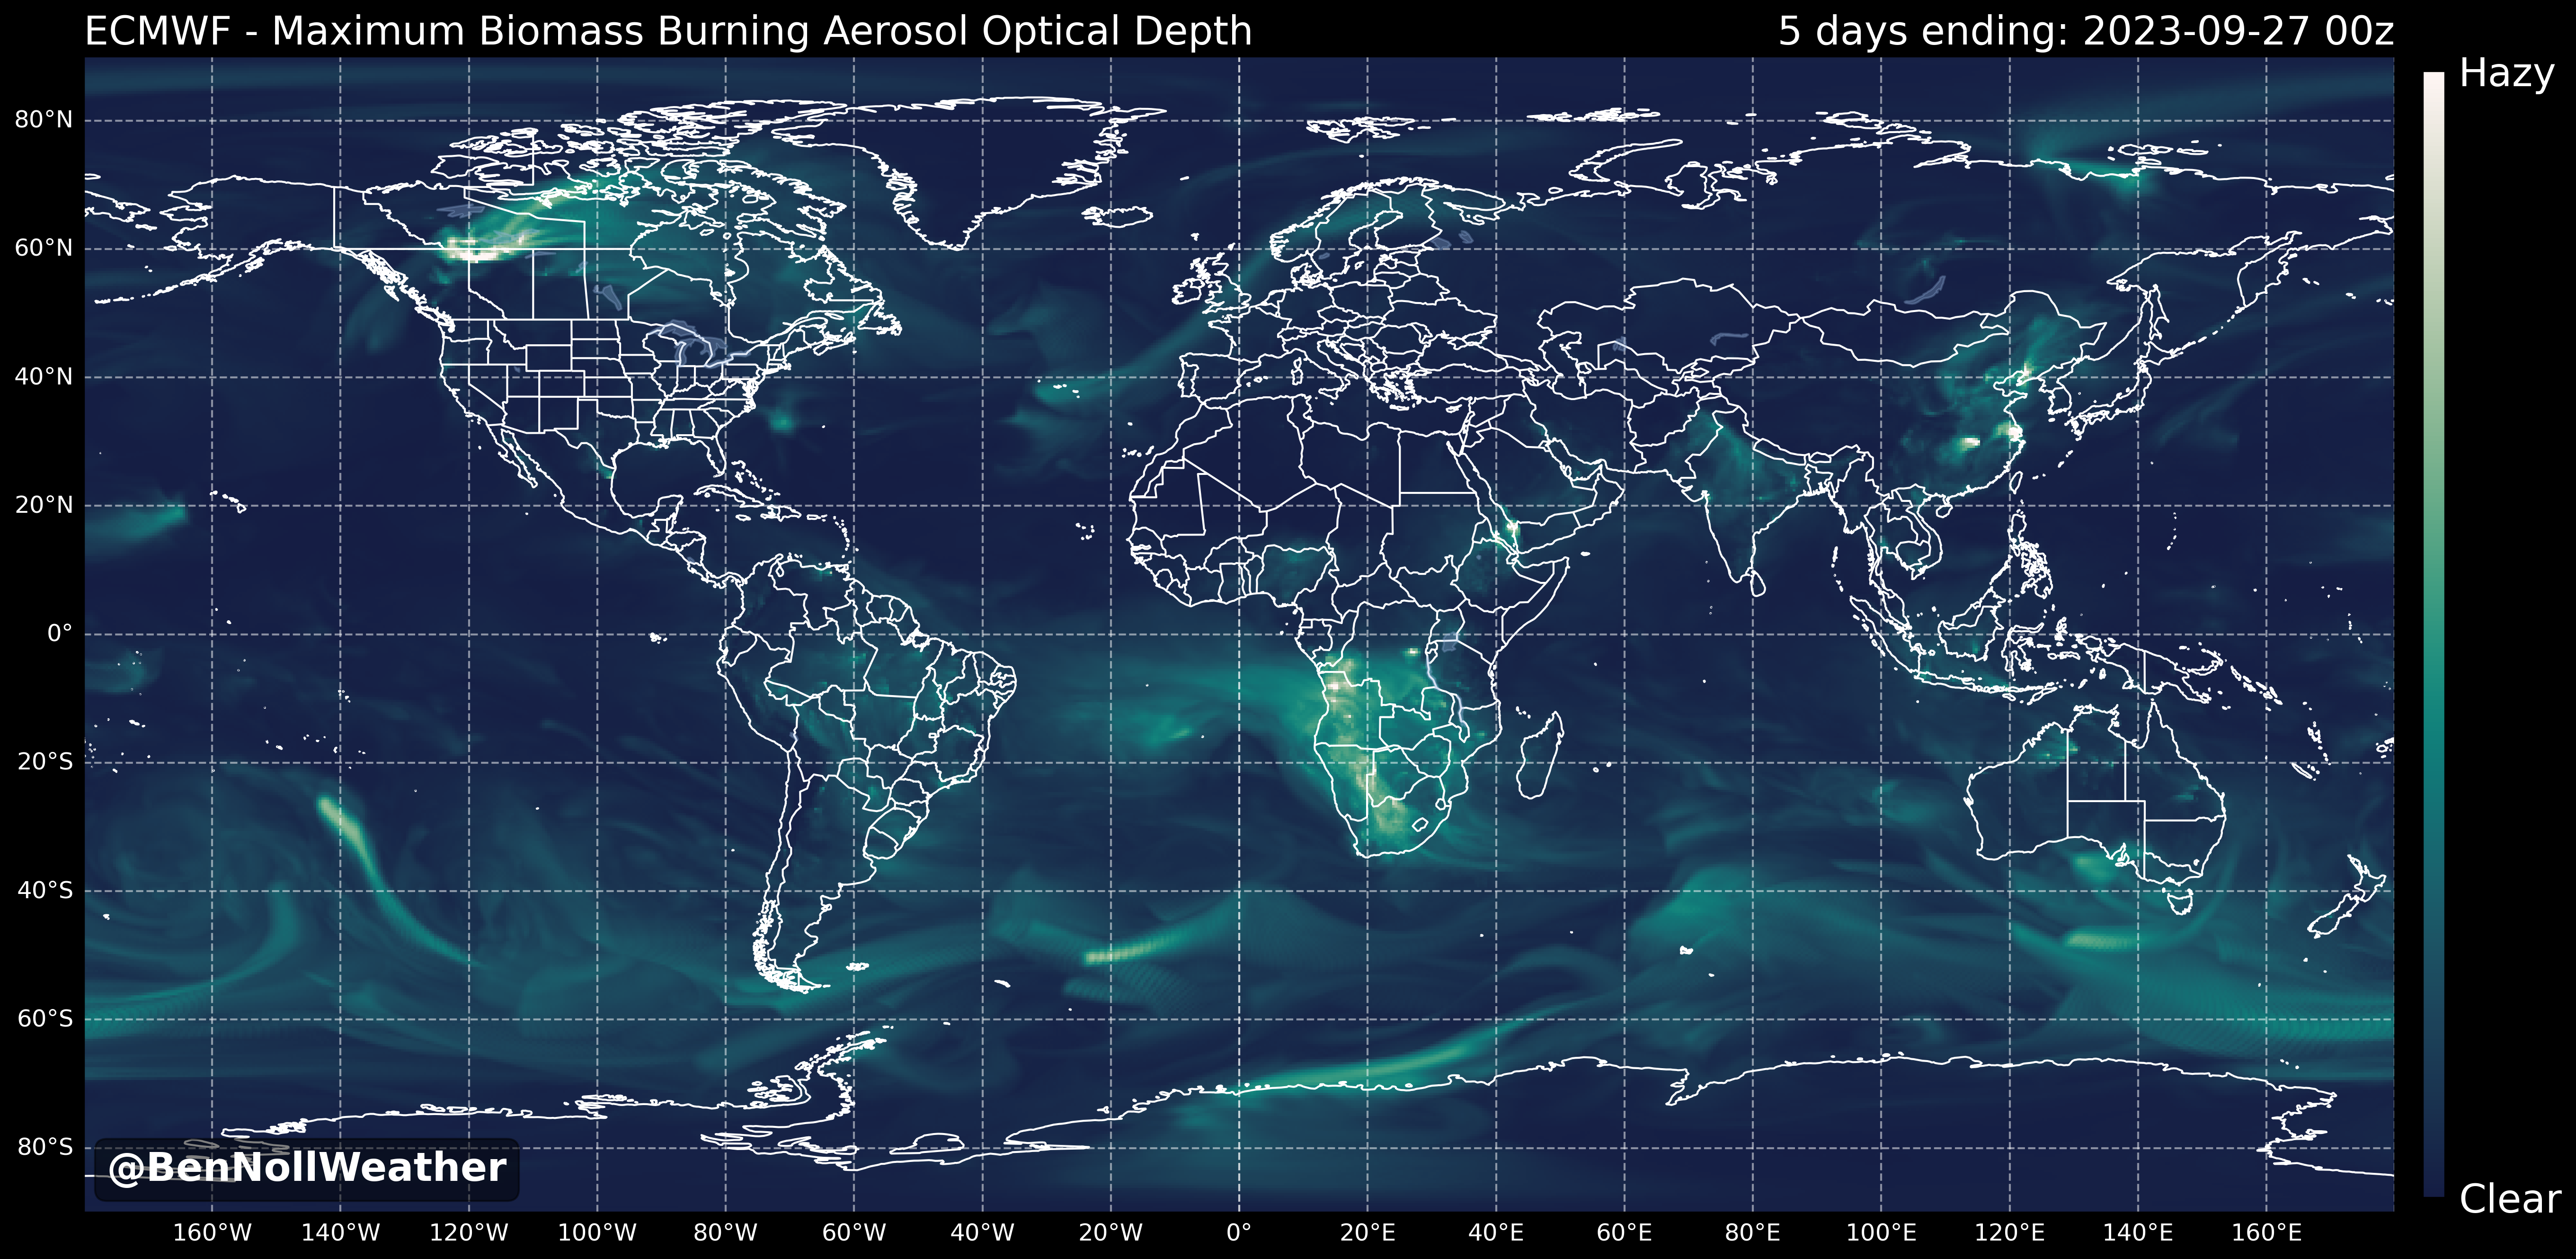 ECMWF - Maximum Biomass Burning Aerosol Optical Depth
5 days ending: 2023-09-27 00z
Hazy
80°N
60°N
40°N
20°N
0°
20°S
40°S
60°S
80°S
@BenNollWeather
Clear
160°W 140°W 120°W 100°W 80°W 60°W 40°W 20°W 0° 20°E 40°E 60°E 80°E 100°E 120°E 140°E 160°E